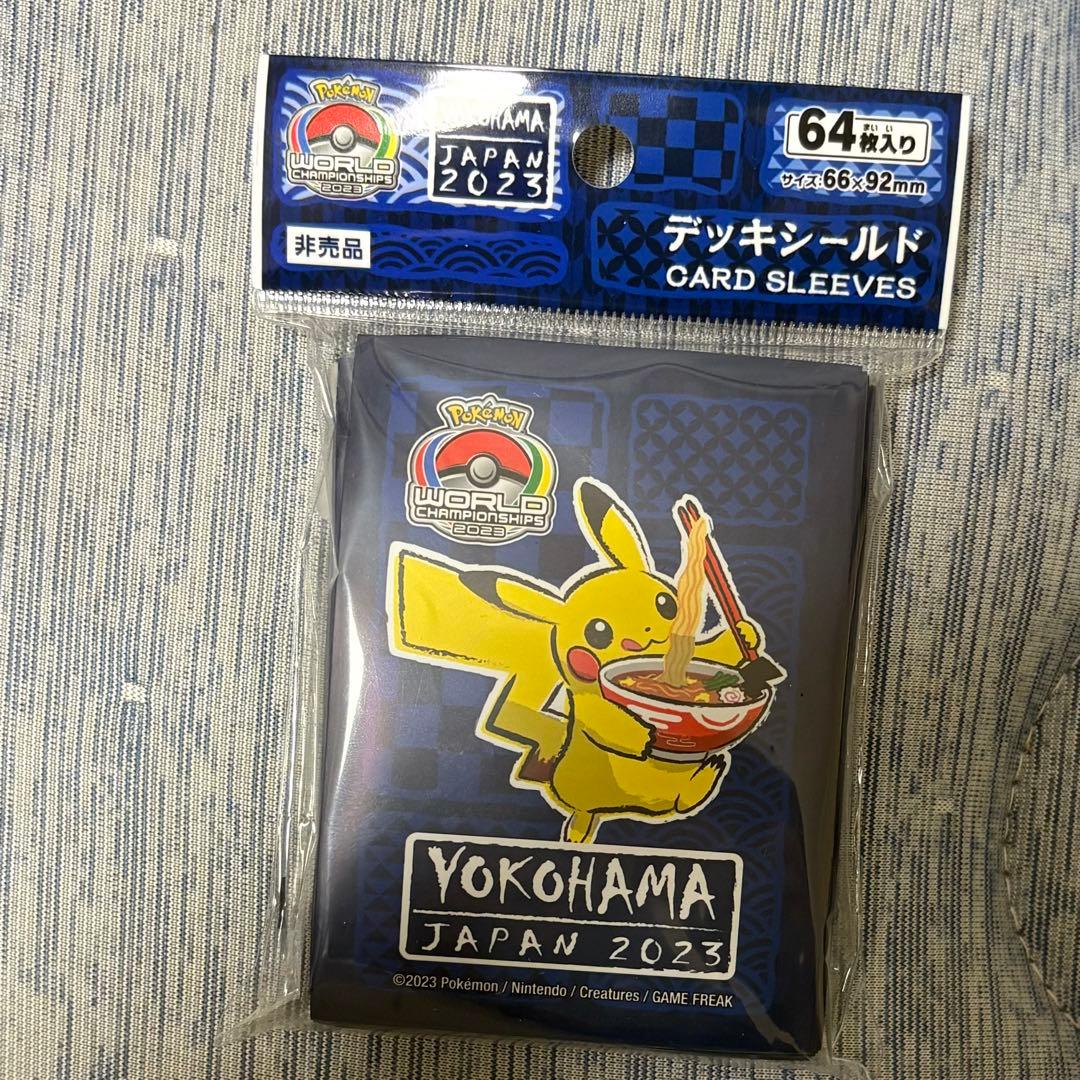 Pokémon
WORLD
CHAMPIONSHIPS
2023
YOKOHAMA
JAPAN
2023
64枚入り
まい い
サイズ:66×92mm
非売品
デッキシールド
CARD SLEEVES
Pokémon
WORLD
CHAMPIONSHIPS
2023
YOKOHAMA
JAPAN 2023
©2023 Pokémon / Nintendo / Creatures / GAME FREAK